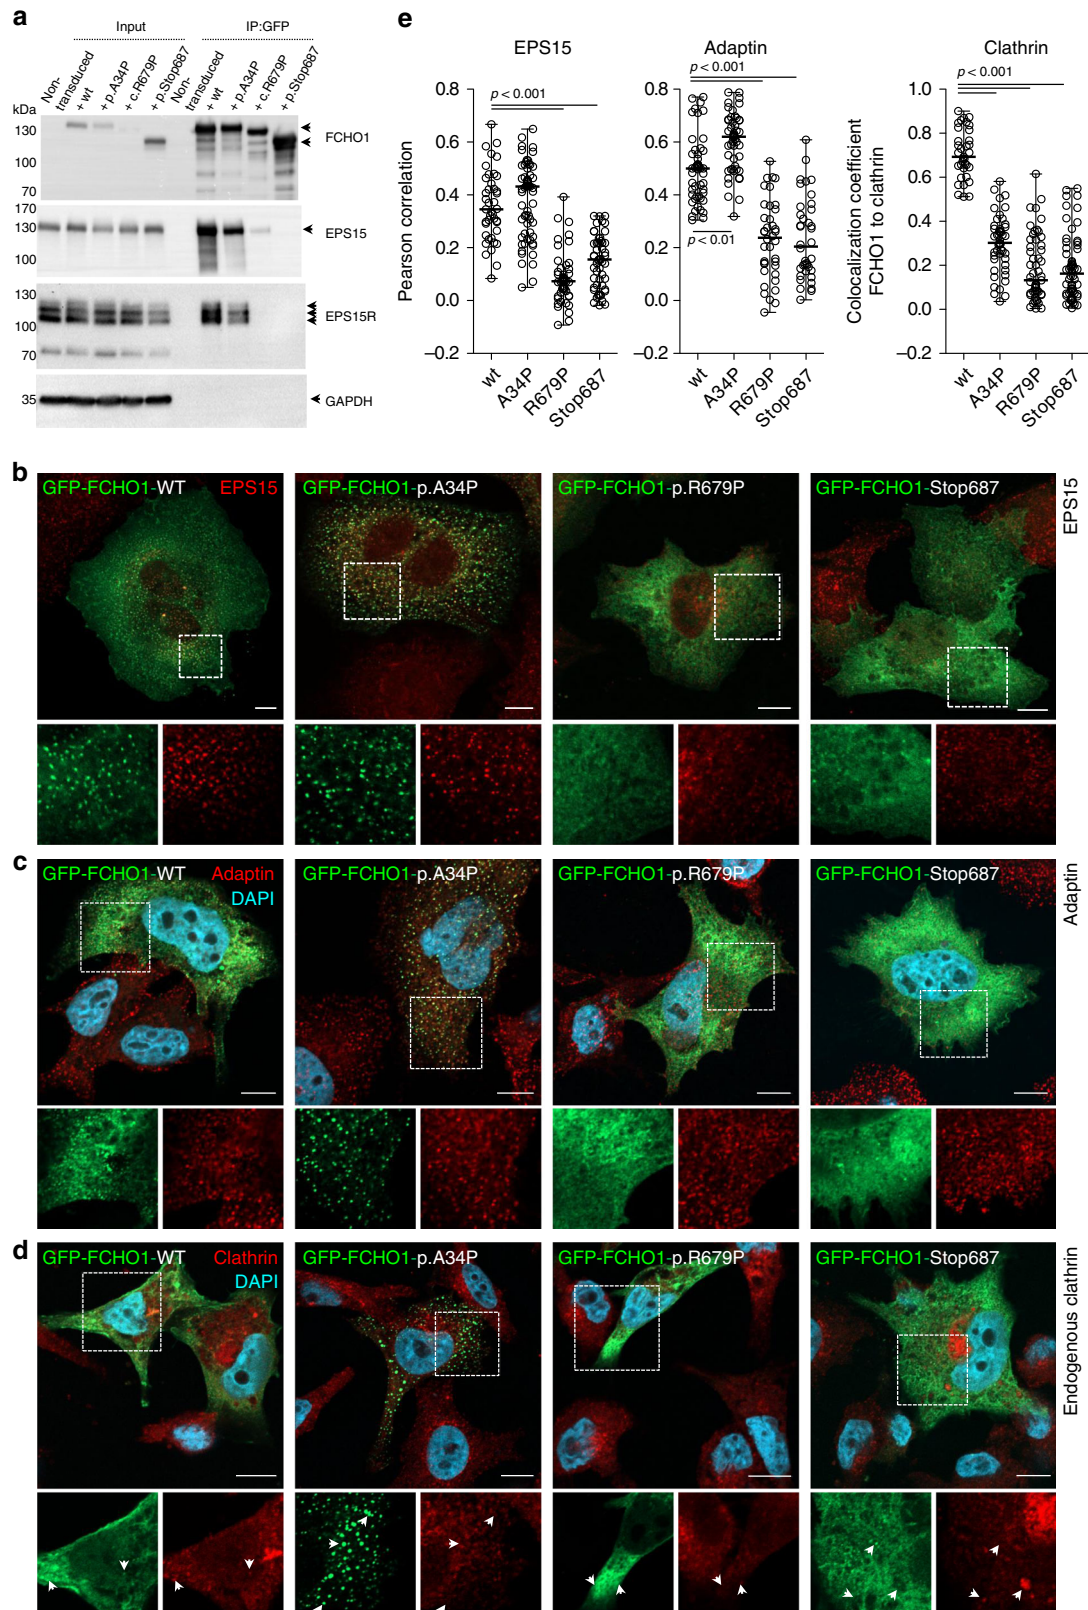 a
Input
IP:GFP
Non-transduced
+ wt
+ p.A34P
+ c.R679P
+ p.Stop687
Non-transduced
+ wt
+ p.A34P
+ c.R679P
+ p.Stop687
kDa
130
100
70
FCHO1
170
130
100
EPS15
130
100
70
EPS15R
35
GAPDH
e
EPS15
Adaptin
Clathrin
p < 0.001
p < 0.001
p < 0.001
p < 0.01
Pearson correlation
0.8
0.6
0.4
0.2
0.0
–0.2
wt
A34P
R679P
Stop687
0.8
0.6
0.4
0.2
0.0
–0.2
wt
A34P
R679P
Stop687
Colocalization coefficient
FCHO1 to clathrin
1.0
0.8
0.6
0.4
0.2
0.0
–0.2
wt
A34P
R679P
Stop687
b
GFP-FCHO1-WT EPS15
GFP-FCHO1-p.A34P
GFP-FCHO1-p.R679P
GFP-FCHO1-Stop687
EPS15
c
GFP-FCHO1-WT Adaptin
DAPI
GFP-FCHO1-p.A34P
GFP-FCHO1-p.R679P
GFP-FCHO1-Stop687
Adaptin
d
GFP-FCHO1-WT Clathrin
DAPI
GFP-FCHO1-p.A34P
GFP-FCHO1-p.R679P
GFP-FCHO1-Stop687
Endogenous clathrin